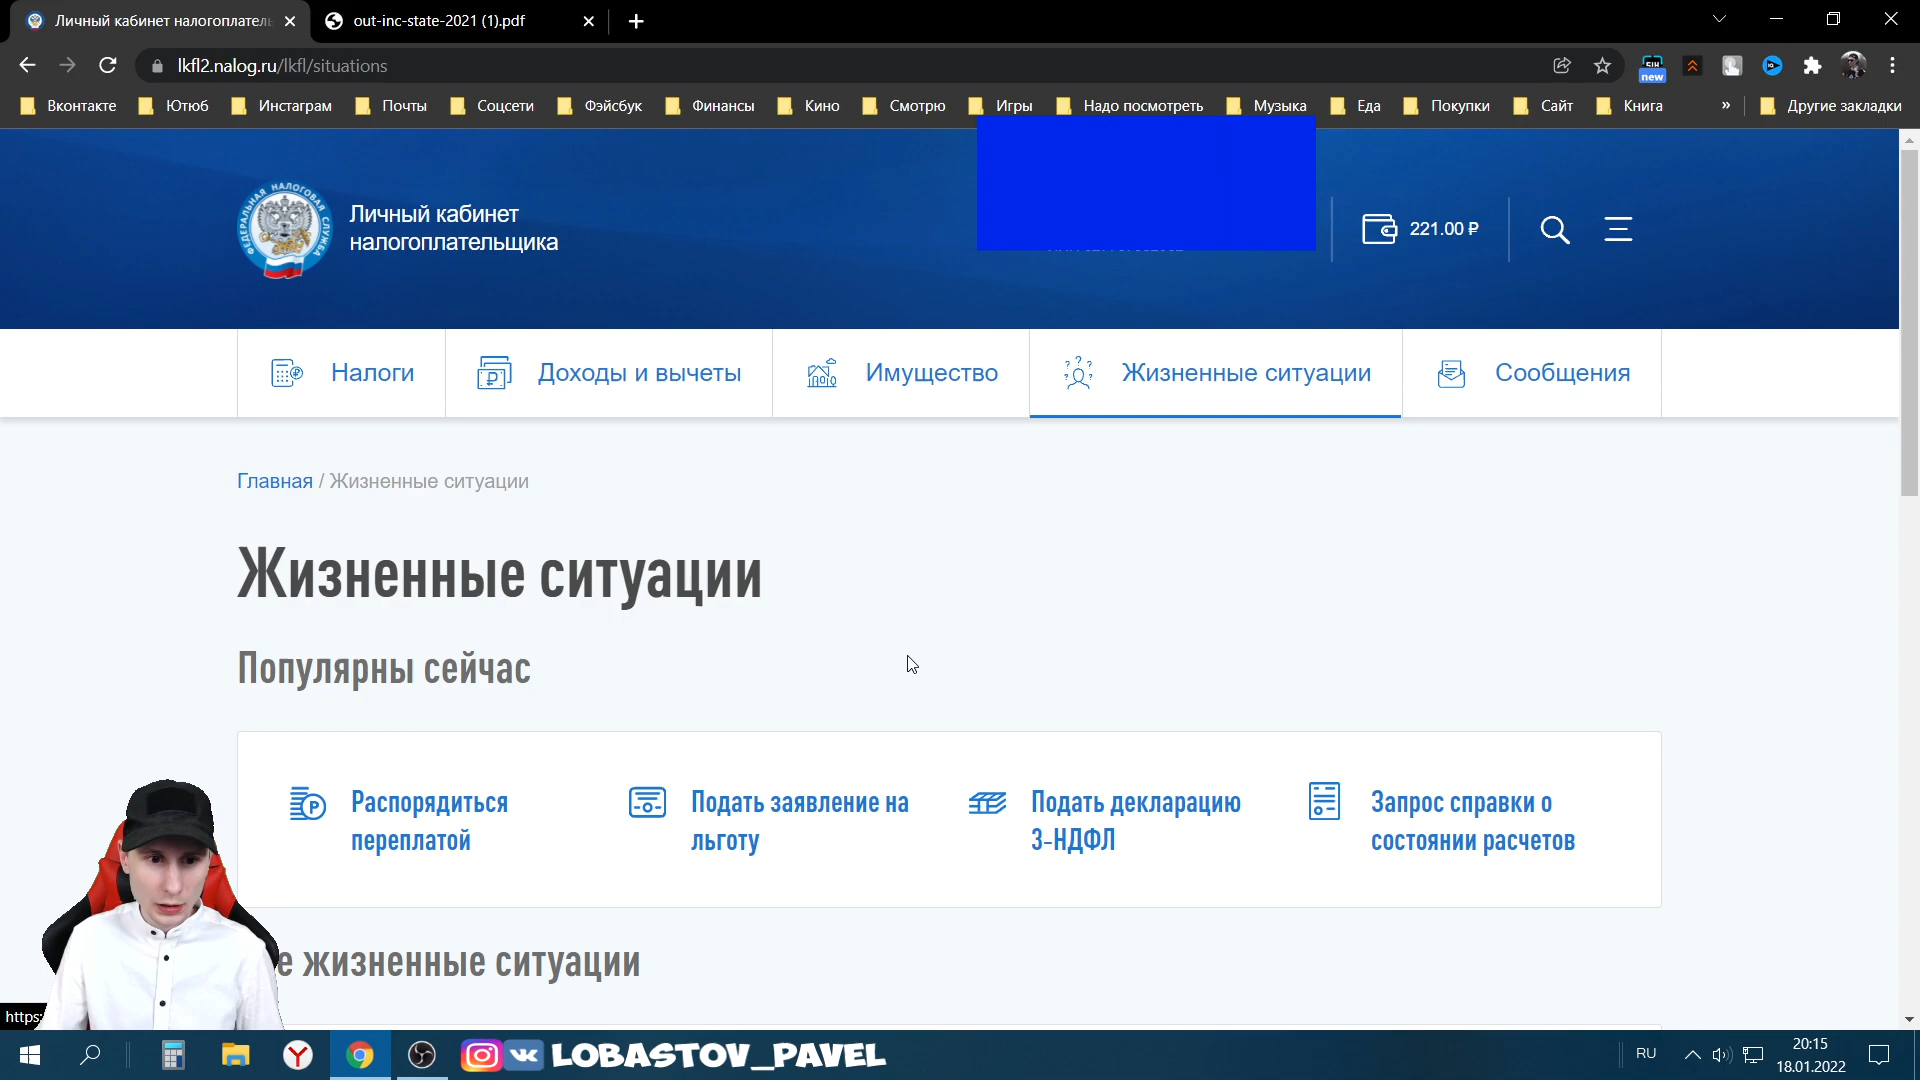 Личный кабинет налогоплатель
out-inc-state-2021 (1).pdf
lkfl2.nalog.ru/lkfl/situations
new
Вконтакте
Ютюб
Инстаграм
Почты
Соцсети
Фэйсбук
Финансы
Кино
Смотрю
Игры
Надо посмотреть
Музыка
Еда
Покупки
Сайт
Книга
»
Другие закладки
ФЕДЕРАЛЬНАЯ НАЛОГОВАЯ СЛУЖБА
Личный кабинет
налогоплательщика
221.00 ₽
Налоги
Доходы и вычеты
Имущество
Жизненные ситуации
Сообщения
Главная / Жизненные ситуации
Жизненные ситуации
Популярны сейчас
Распорядиться
переплатой
Подать заявление на
льготу
Подать декларацию
3-НДФЛ
Запрос справки о
состоянии расчетов
е жизненные ситуации
https:
LOBASTOV_PAVEL
RU
20:15
18.01.2022